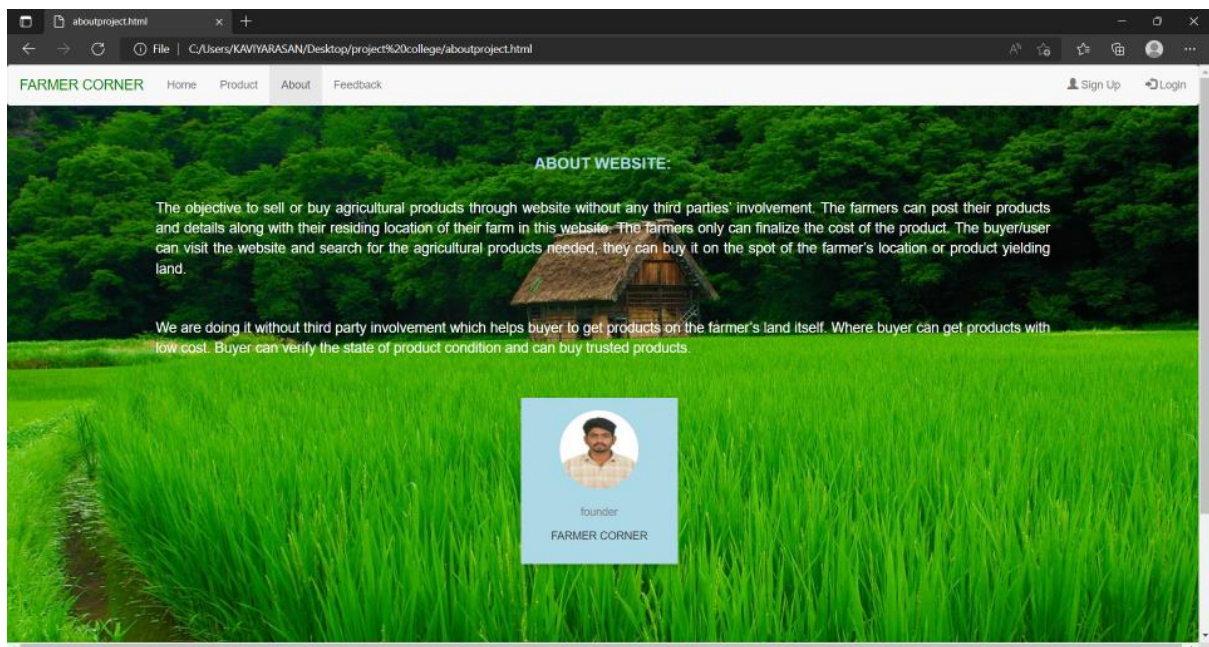 aboutproject.html
File | C:/Users/KAVIYARASAN/Desktop/project%20college/aboutproject.html
FARMER CORNER Home Product About Feedback Sign Up Login
ABOUT WEBSITE:
The objective to sell or buy agricultural products through website without any third parties’ involvement. The farmers can post their products
and details along with their residing location of their farm in this website. The farmers only can finalize the cost of the product. The buyer/user
can visit the website and search for the agricultural products needed, they can buy it on the spot of the farmer’s location or product yielding
land.
We are doing it without third party involvement which helps buyer to get products on the farmer’s land itself. Where buyer can get products with
low cost. Buyer can verify the state of product condition and can buy trusted products.
founder
FARMER CORNER